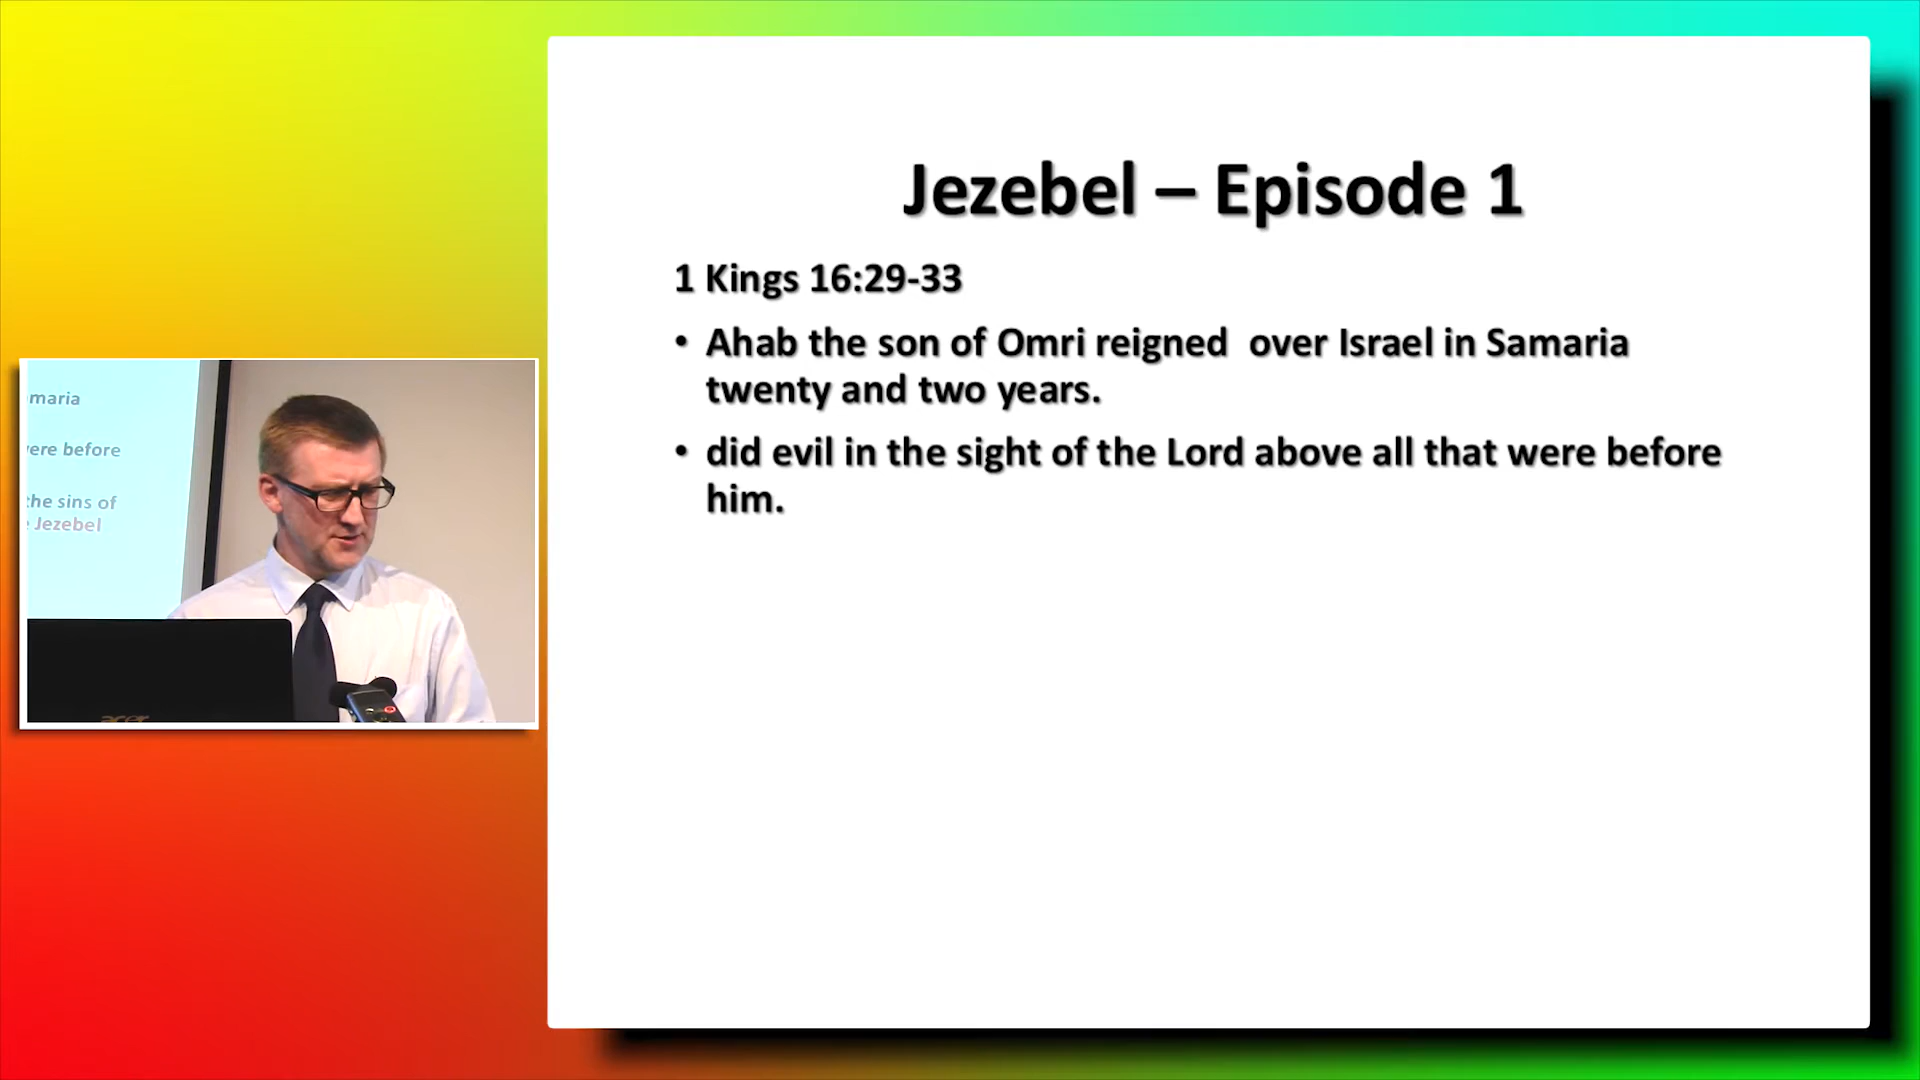 Jezebel – Episode 1
1 Kings 16:29-33
• Ahab the son of Omri reigned  over Israel in Samaria
twenty and two years.
• did evil in the sight of the Lord above all that were before
him.
maria
ere before
the sins of
Jezebel
acer